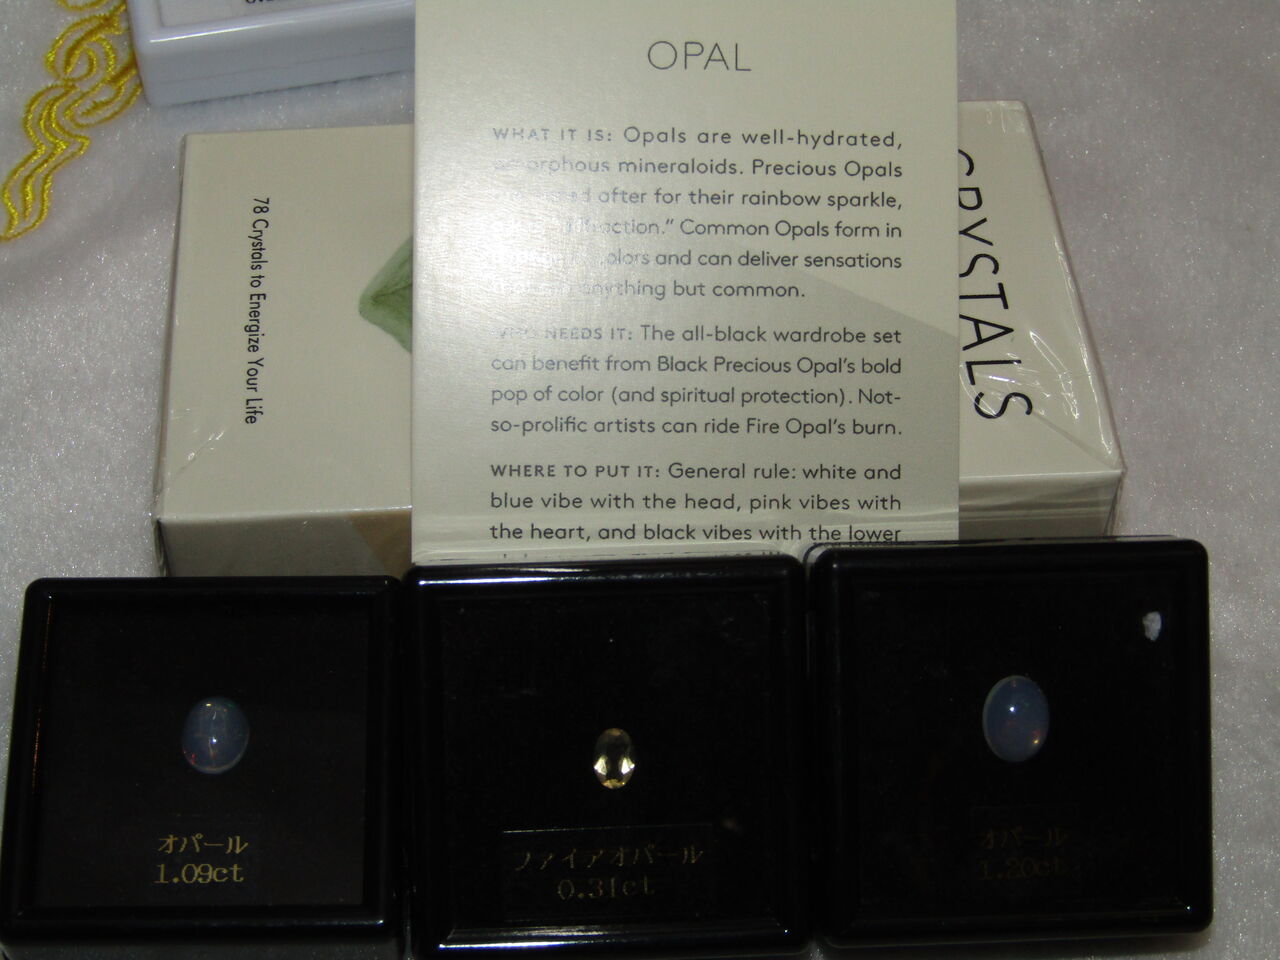 OPAL
WHAT IT IS: Opals are well-hydrated,
amorphous mineraloids. Precious Opals
after for their rainbow sparkle,
Common Opals form in
colors and can deliver sensations
anything but common.
WHO NEEDS IT: The all-black wardrobe set
can benefit from Black Precious Opal's bold
pop of color (and spiritual protection). Not-
so-prolific artists can ride Fire Opal's burn.
WHERE TO PUT IT: General rule: white and
blue vibe with the head, pink vibes with
the heart, and black vibes with the lower
78 Crystals to Energize Your Life
CRYSTALS
オパール
1.09ct
ファイアオパール
0.31ct
オパール
1.20ct